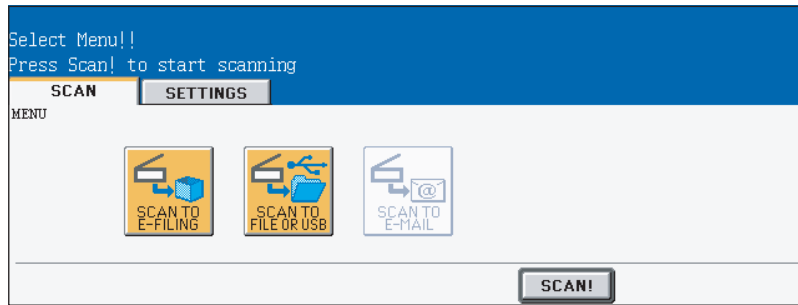 Select Menu!!
Press Scan! to start scanning
SCAN
SETTINGS
MENU
SCAN TO
E-FILING
SCAN TO
FILE OR USB
@
SCAN TO
E-MAIL
SCAN!